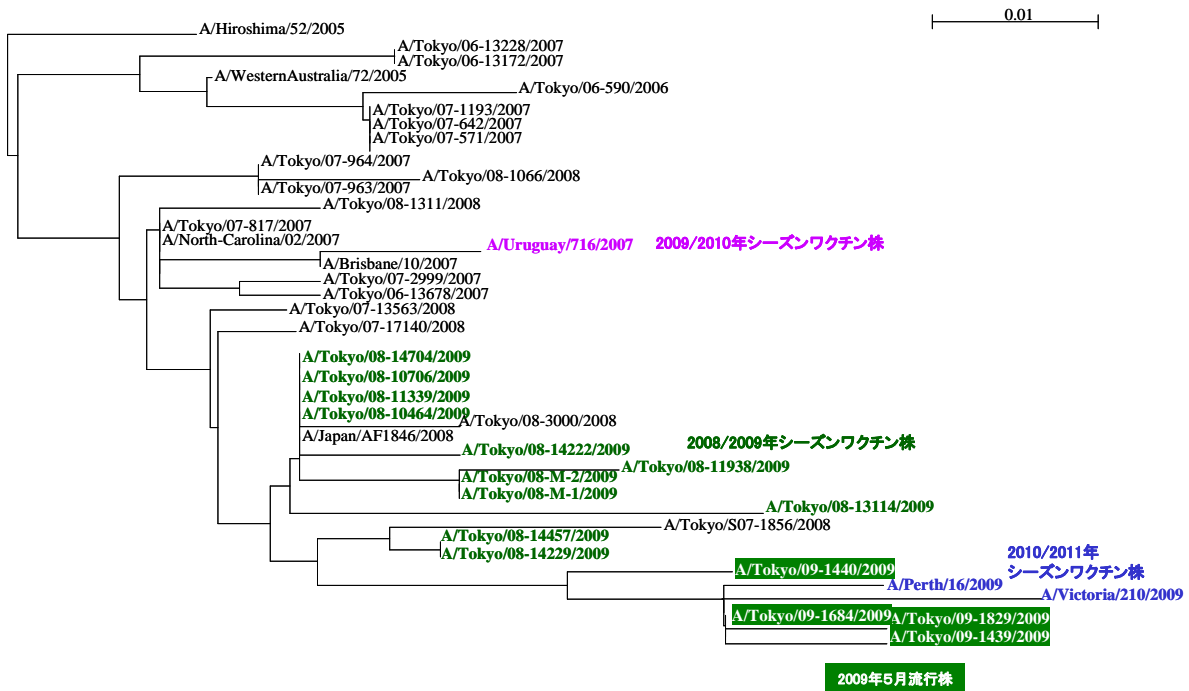 0.01
A/Hiroshima/52/2005
A/Tokyo/06-13228/2007
A/Tokyo/06-13172/2007
A/WesternAustralia/72/2005
A/Tokyo/06-590/2006
A/Tokyo/07-1193/2007
A/Tokyo/07-642/2007
A/Tokyo/07-571/2007
A/Tokyo/07-964/2007
A/Tokyo/08-1066/2008
A/Tokyo/07-963/2007
A/Tokyo/08-1311/2008
A/Tokyo/07-817/2007
A/North-Carolina/02/2007
A/Uruguay/716/2007 2009/2010年シーズンワクチン株
A/Brisbane/10/2007
A/Tokyo/07-2999/2007
A/Tokyo/06-13678/2007
A/Tokyo/07-13563/2008
A/Tokyo/07-17140/2008
A/Tokyo/08-14704/2009
A/Tokyo/08-10706/2009
A/Tokyo/08-11339/2009
A/Tokyo/08-10464/2009
A/Tokyo/08-3000/2008
A/Japan/AF1846/2008
2008/2009年シーズンワクチン株
A/Tokyo/08-14222/2009
A/Tokyo/08-11938/2009
A/Tokyo/08-M-2/2009
A/Tokyo/08-M-1/2009
A/Tokyo/08-13114/2009
A/Tokyo/S07-1856/2008
A/Tokyo/08-14457/2009
A/Tokyo/08-14229/2009
2010/2011年
シーズンワクチン株
A/Tokyo/09-1440/2009
A/Perth/16/2009
A/Victoria/210/2009
A/Tokyo/09-1684/2009
A/Tokyo/09-1829/2009
A/Tokyo/09-1439/2009
2009年5月流行株